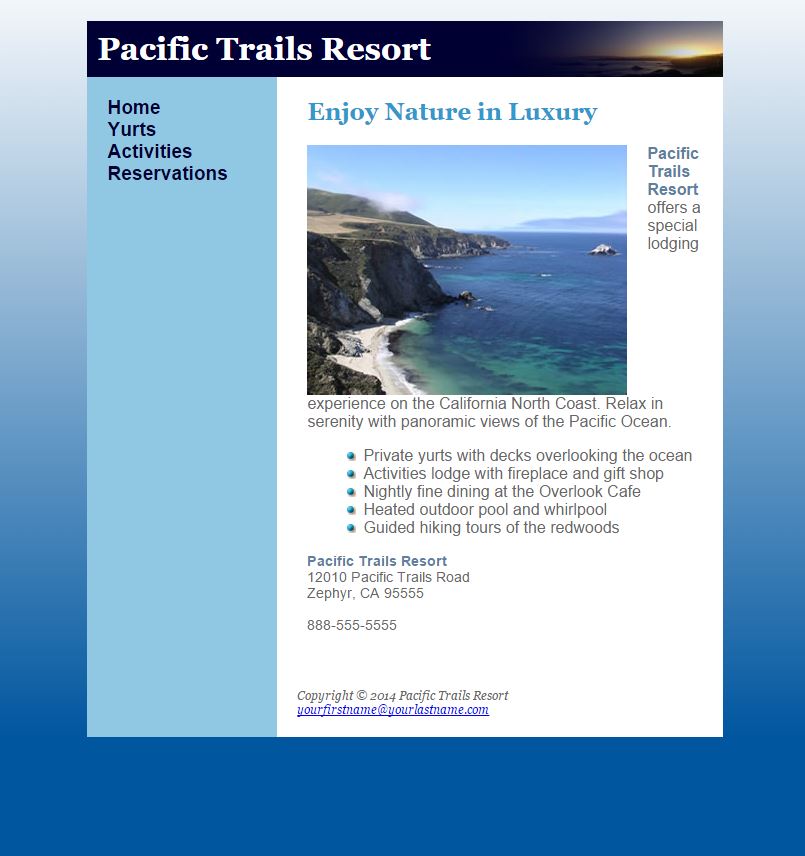 Pacific Trails Resort
Home
Yurts
Activities
Reservations
Enjoy Nature in Luxury
Pacific
Trails
Resort
offers a
special
lodging
experience on the California North Coast. Relax in
serenity with panoramic views of the Pacific Ocean.
Private yurts with decks overlooking the ocean
Activities lodge with fireplace and gift shop
Nightly fine dining at the Overlook Cafe
Heated outdoor pool and whirlpool
Guided hiking tours of the redwoods
Pacific Trails Resort
12010 Pacific Trails Road
Zephyr, CA 95555
888-555-5555
Copyright © 2014 Pacific Trails Resort
yourfirstname@yourlastname.com